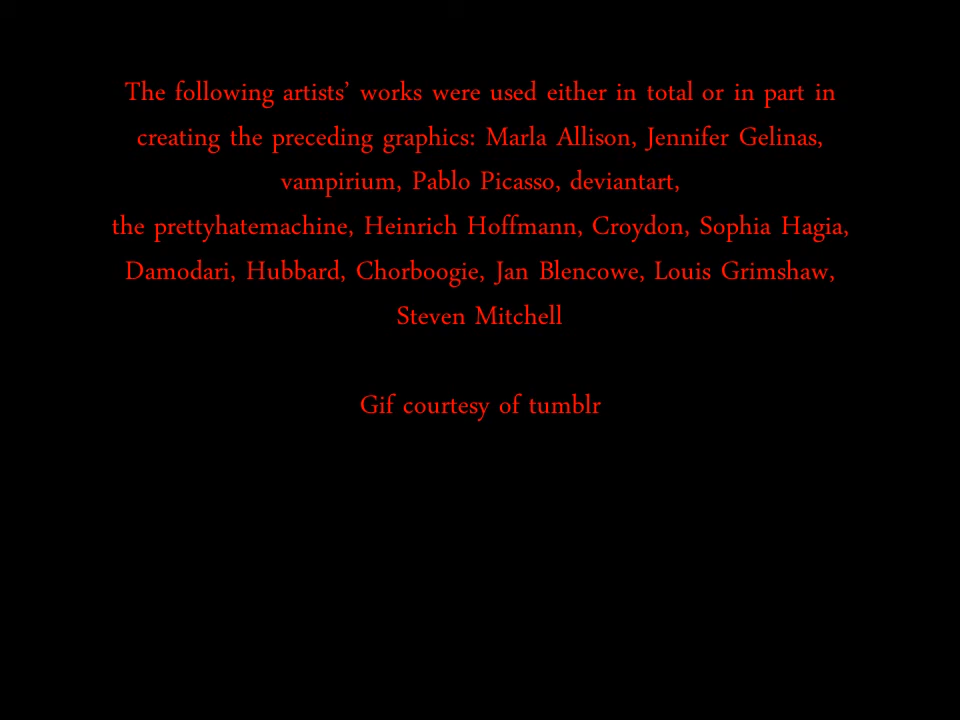 The following artists’ works were used either in total or in part in
creating the preceding graphics: Marla Allison, Jennifer Gelinas,
vampirium, Pablo Picasso, deviantart,
the prettyhatemachine, Heinrich Hoffmann, Croydon, Sophia Hagia,
Damodari, Hubbard, Chorboogie, Jan Blencowe, Louis Grimshaw,
Steven Mitchell
Gif courtesy of tumblr